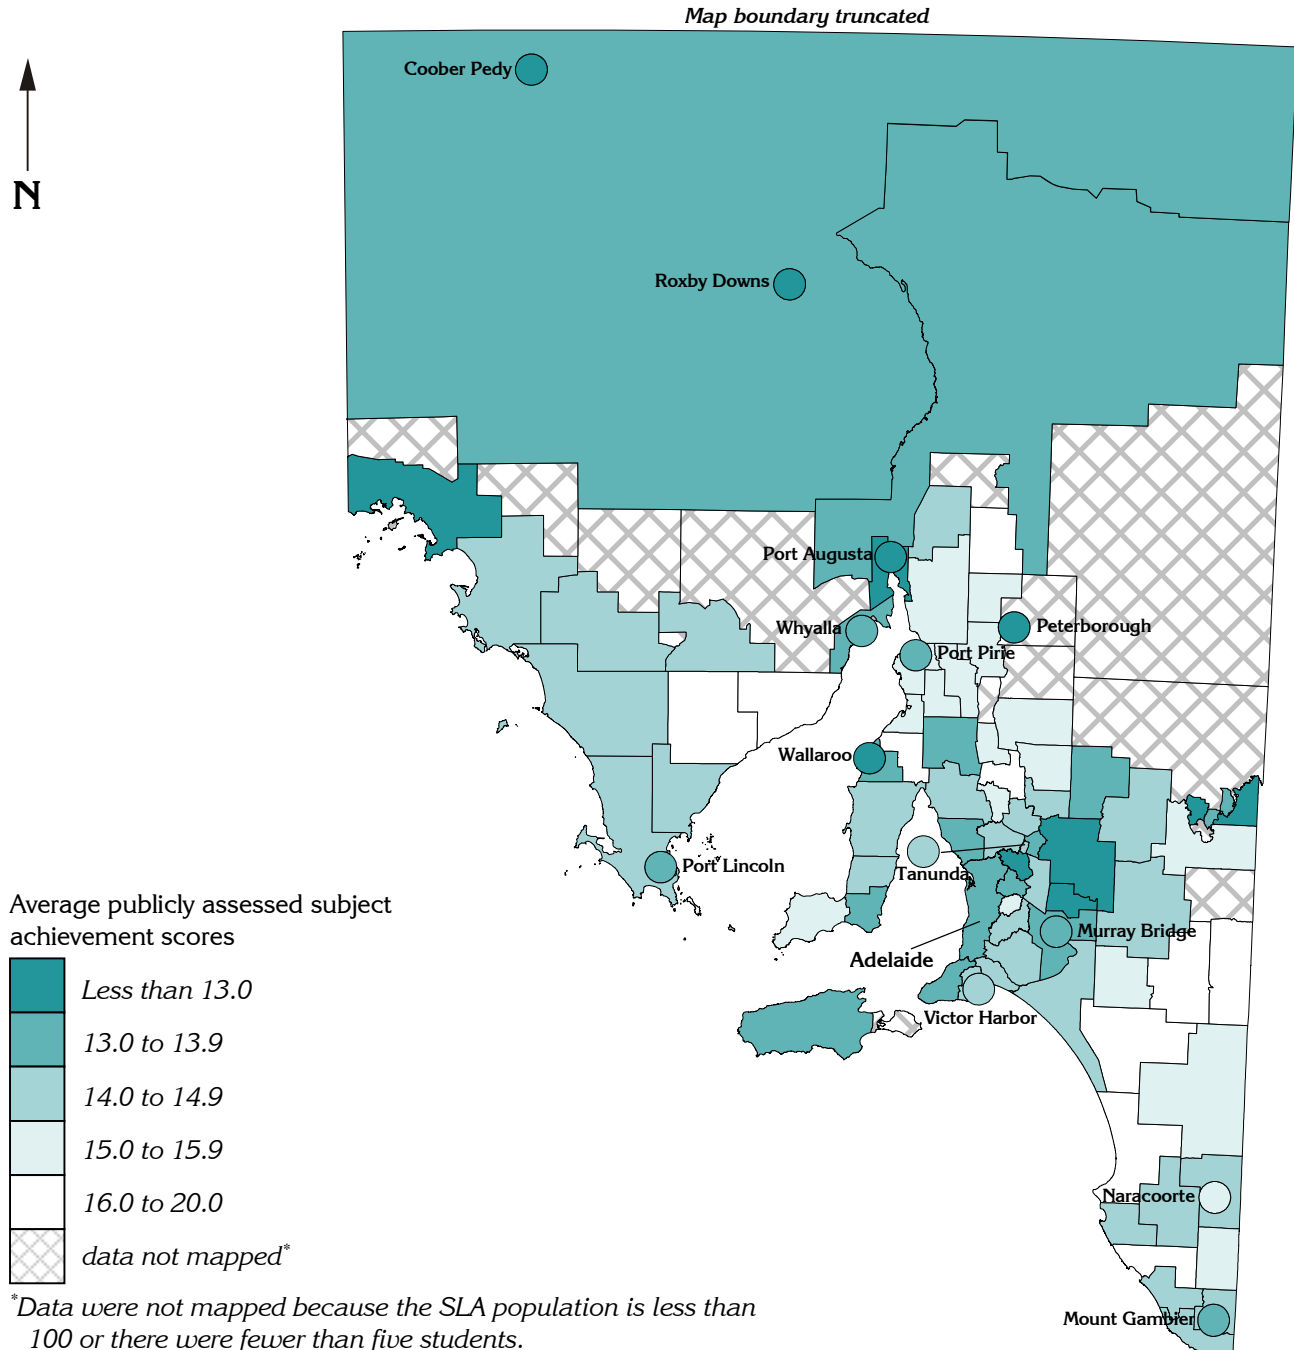 Map boundary truncated
Coober Pedy
N
Roxby Downs
Port Augusta
Whyalla
Peterborough
Port Pirie
Wallaroo
Port Lincoln
Tanunda
Murray Bridge
Adelaide
Victor Harbor
Naracoorte
Mount Gambier
Average publicly assessed subject
achievement scores
Less than 13.0
13.0 to 13.9
14.0 to 14.9
15.0 to 15.9
16.0 to 20.0
data not mapped*
*Data were not mapped because the SLA population is less than
100 or there were fewer than five students.